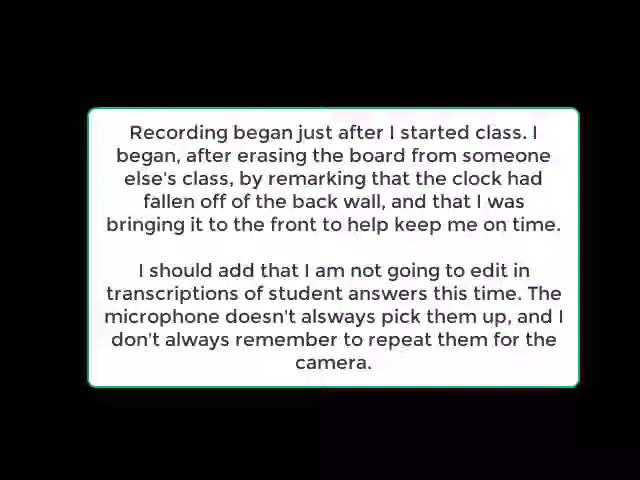 Recording began just after I started class. I
began, after erasing the board from someone
else's class, by remarking that the clock had
fallen off of the back wall, and that I was
bringing it to the front to help keep me on time.
I should add that I am not going to edit in
transcriptions of student answers this time. The
microphone doesn't alsways pick them up, and I
don't always remember to repeat them for the
camera.